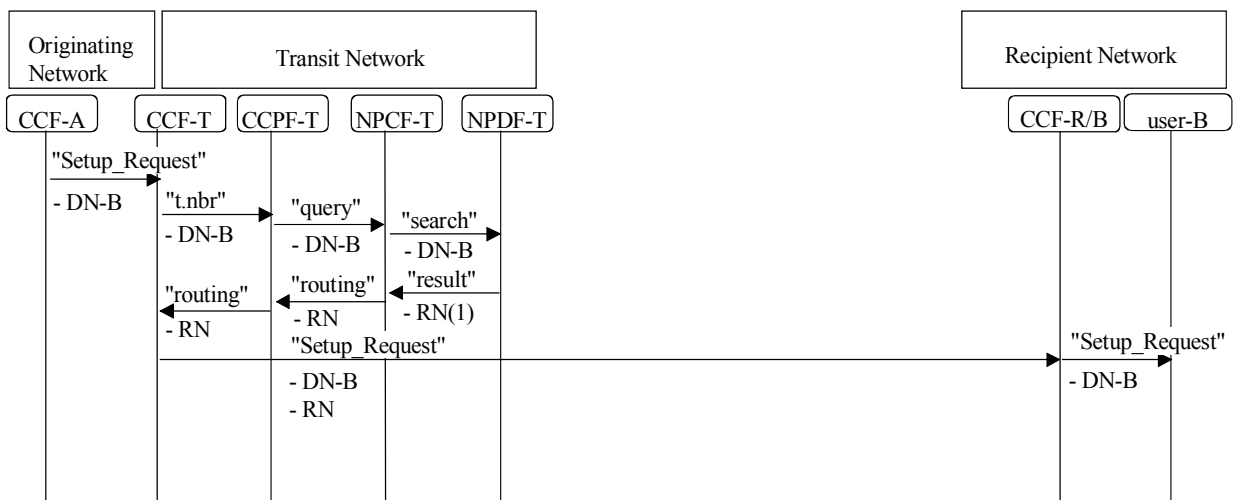 Originating
Network
Transit Network
Recipient Network
CCF-A
CCF-T
CCPF-T
NPCF-T
NPDF-T
CCF-R/B
user-B
"Setup_Request"
- DN-B
"t.nbr"
- DN-B
"query"
- DN-B
"search"
- DN-B
"result"
- RN(1)
"routing"
- RN
"routing"
- RN
"Setup_Request"
- DN-B
- RN
"Setup_Request"
- DN-B